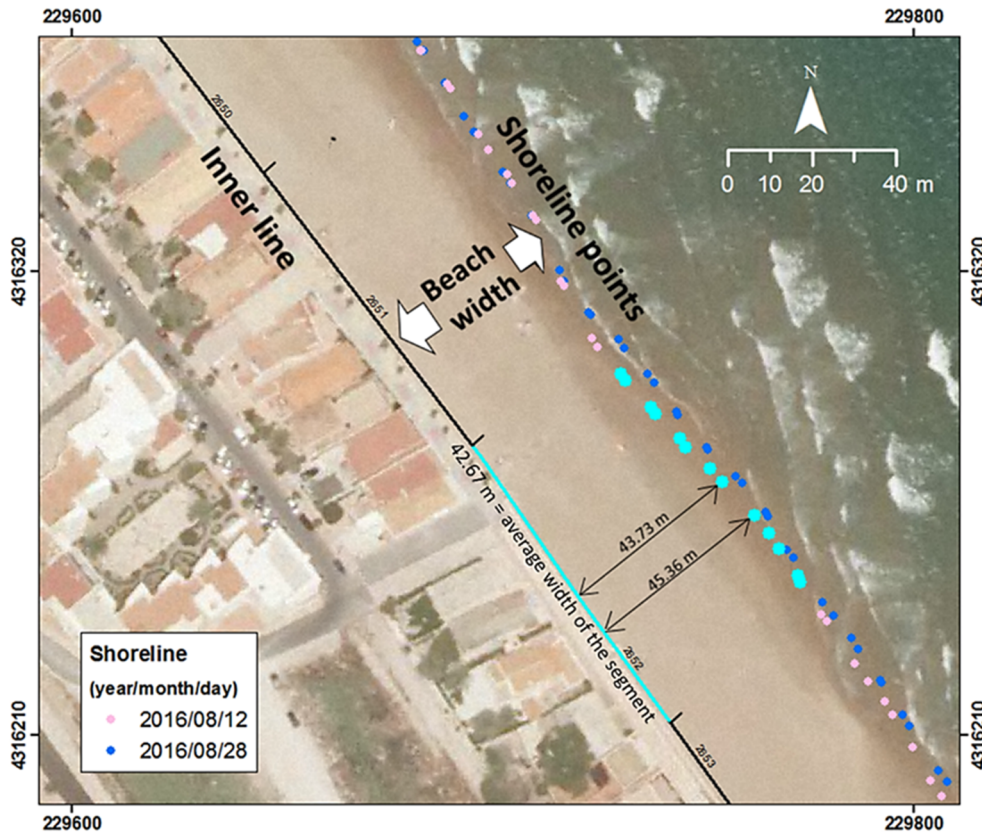 229600
229800
N
0 10 20 40 m
2650
Inner line
Shoreline points
4316320
4316320
Beach
width
2651
42.67 m = average width of the segment
43.73 m
45.36 m
2652
2653
4316210
4316210
Shoreline
(year/month/day)
2016/08/12
2016/08/28
229600
229800